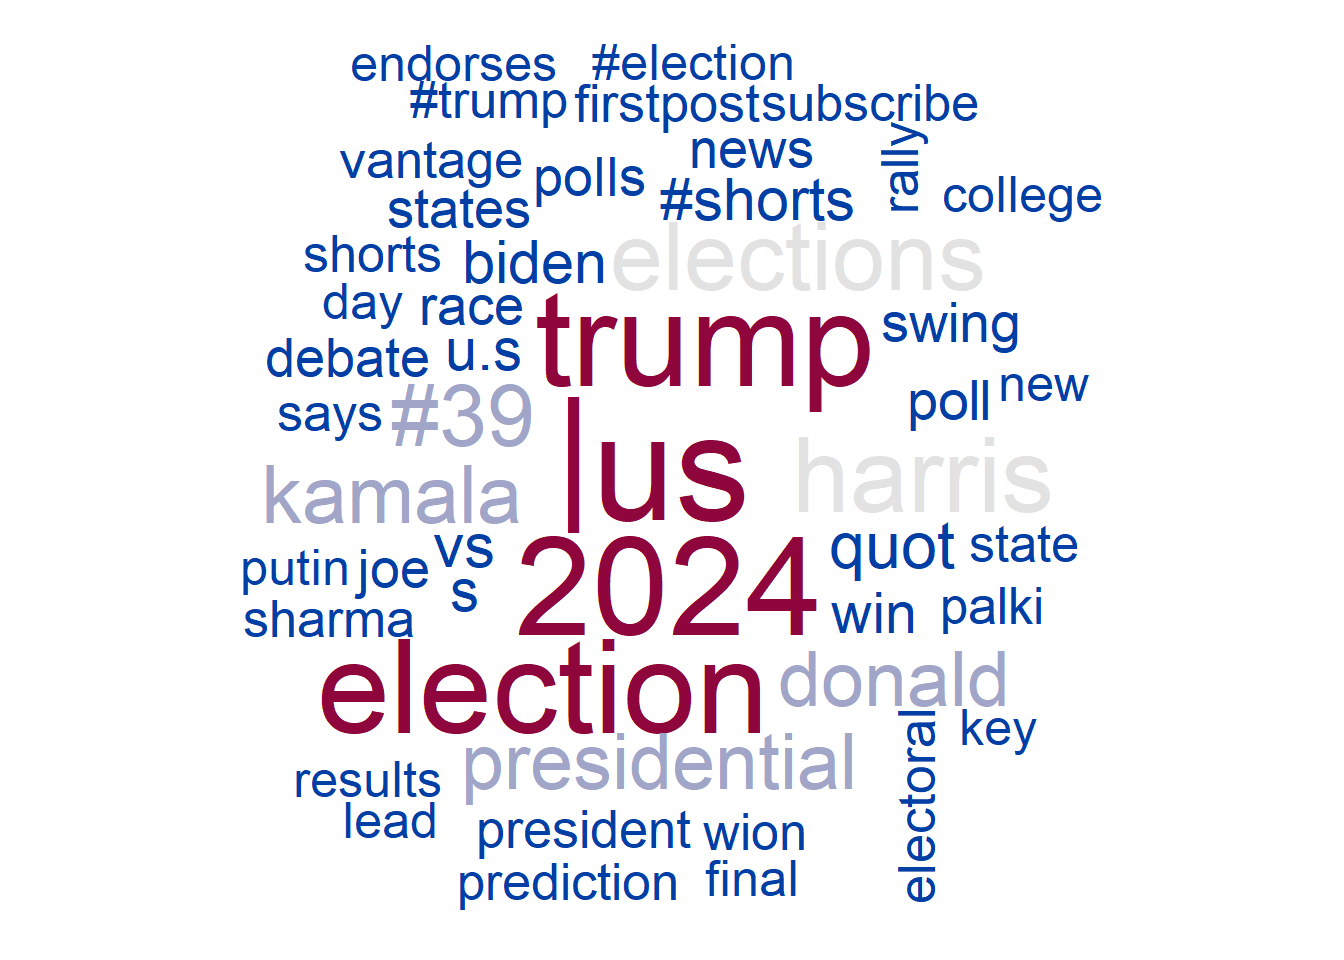 endorses #election
#trump firstpost subscribe
vantage polls news rally
states #shorts college
shorts biden elections
day race trump swing
debate u.s poll new
says #39 | us harris
kamala
putin joe vs 2024 quot state
sharma s win palki
election donald
presidential electoral key
results
lead president wion
prediction final